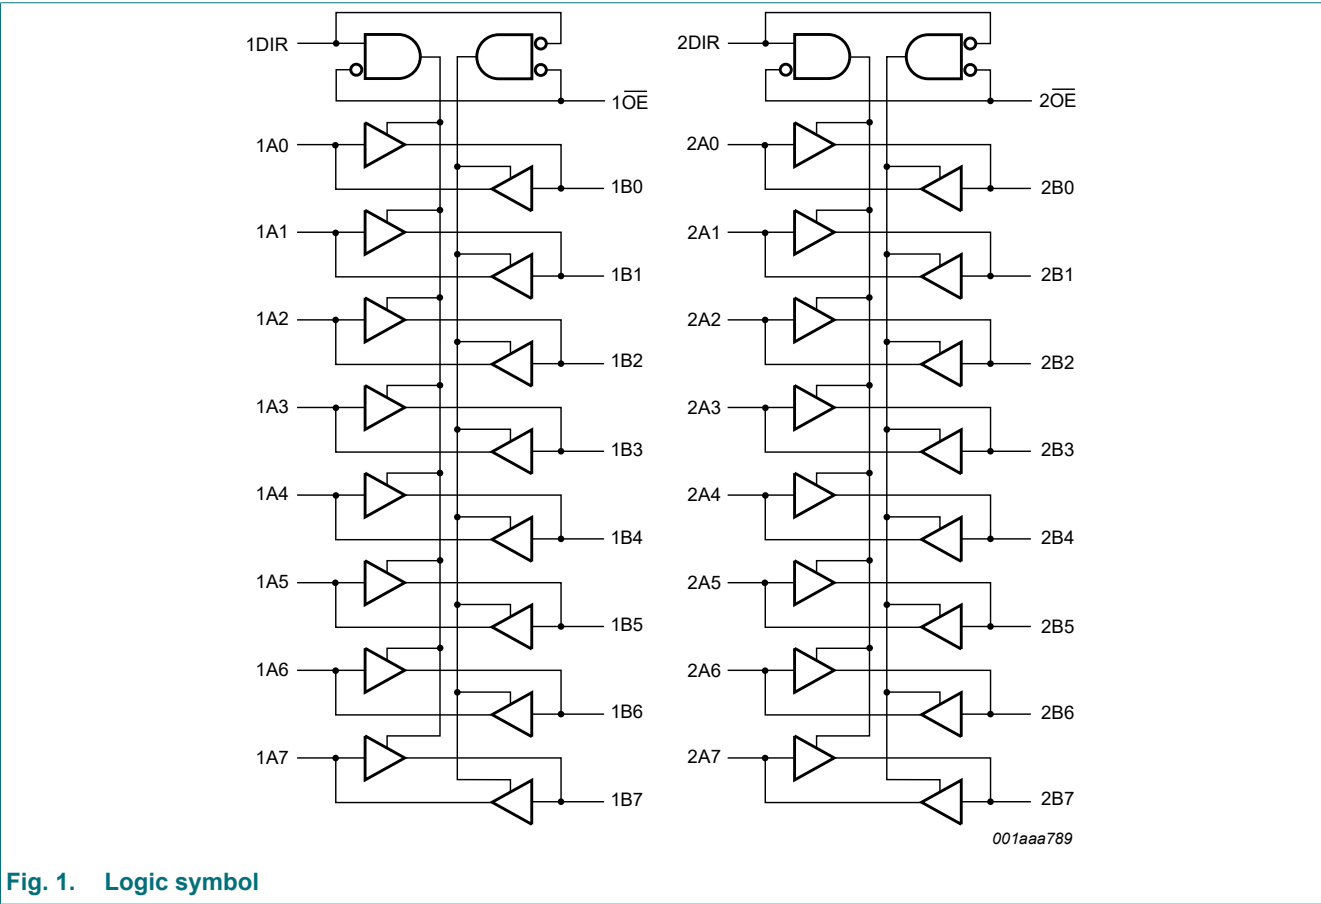 1DIR
1O̅E̅
1A0
1B0
1A1
1B1
1A2
1B2
1A3
1B3
1A4
1B4
1A5
1B5
1A6
1B6
1A7
1B7
2DIR
2O̅E̅
2A0
2B0
2A1
2B1
2A2
2B2
2A3
2B3
2A4
2B4
2A5
2B5
2A6
2B6
2A7
2B7
001aaa789
Fig. 1. Logic symbol